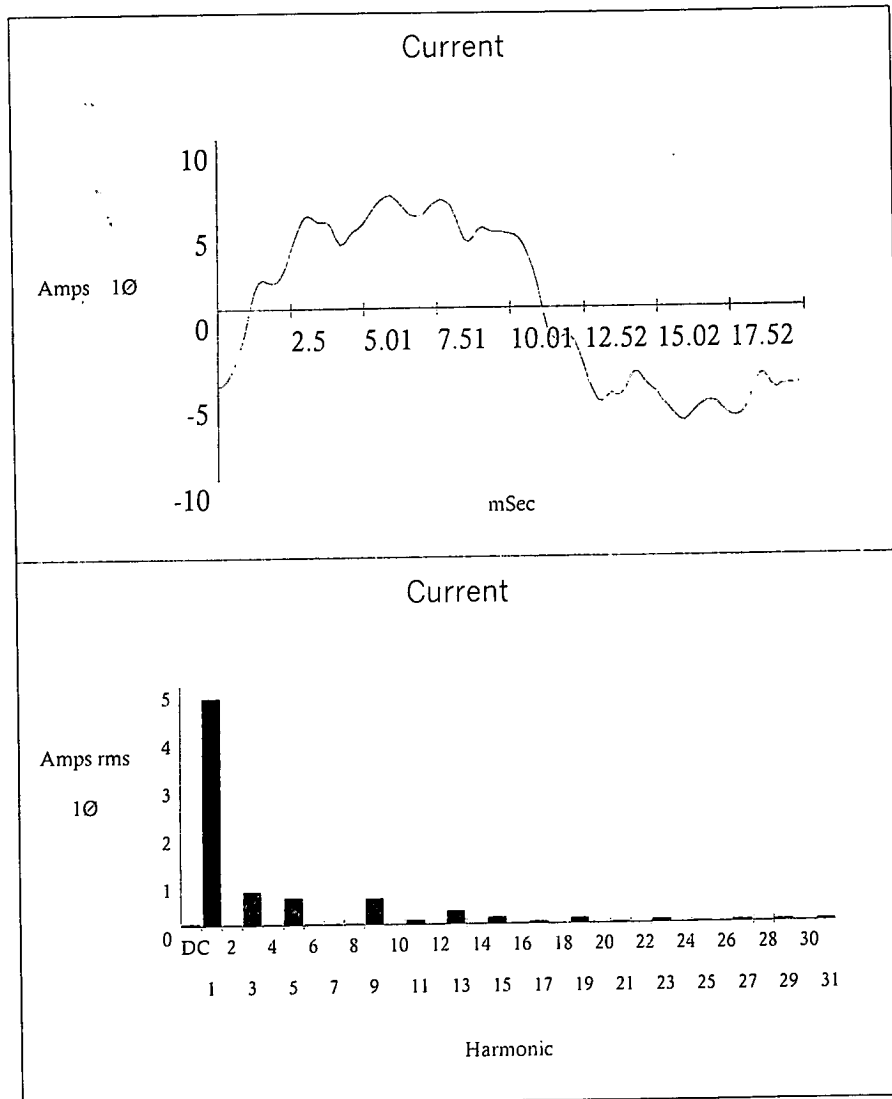 Current
10
5
Amps 1Ø
0
2.5 5.01 7.51 10.01 12.52 15.02 17.52
-5
-10
mSec
Current
5
4
Amps rms
3
1Ø
2
1
0
DC 2 4 6 8 10 12 14 16 18 20 22 24 26 28 30
1 3 5 7 9 11 13 15 17 19 21 23 25 27 29 31
Harmonic